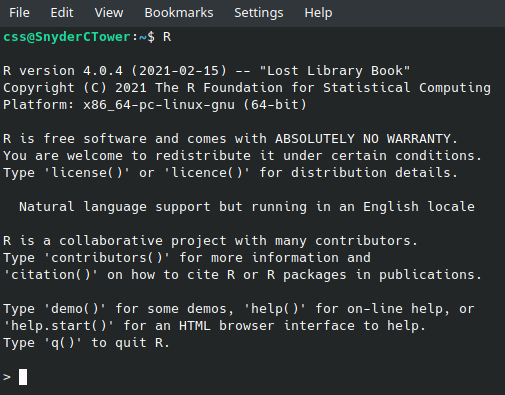 File Edit View Bookmarks Settings Help
css@SnyderCTower:~$ R
R version 4.0.4 (2021-02-15) -- "Lost Library Book"
Copyright (C) 2021 The R Foundation for Statistical Computing
Platform: x86_64-pc-linux-gnu (64-bit)
R is free software and comes with ABSOLUTELY NO WARRANTY.
You are welcome to redistribute it under certain conditions.
Type 'license()' or 'licence()' for distribution details.
Natural language support but running in an English locale
R is a collaborative project with many contributors.
Type 'contributors()' for more information and
'citation()' on how to cite R or R packages in publications.
Type 'demo()' for some demos, 'help()' for on-line help, or
'help.start()' for an HTML browser interface to help.
Type 'q()' to quit R.
>